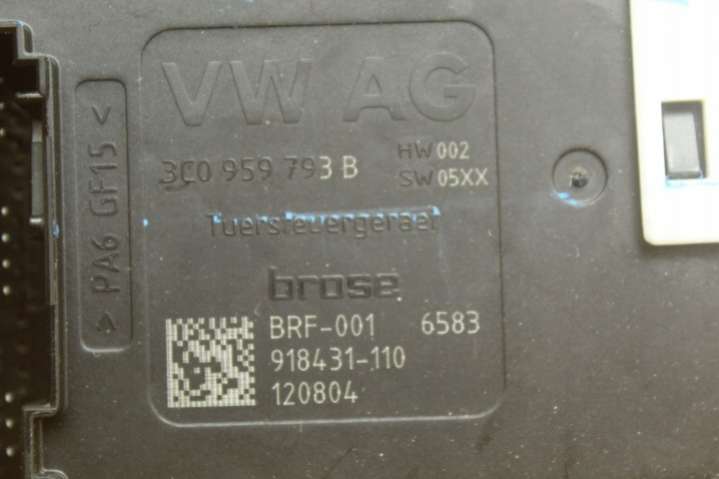 VW AG
3C0 959 793 B
HW 002
SW 05XX
Tuersteuergeraet
brose
BRF-001 6583
918431-110
120804
> PA6 GF15 <